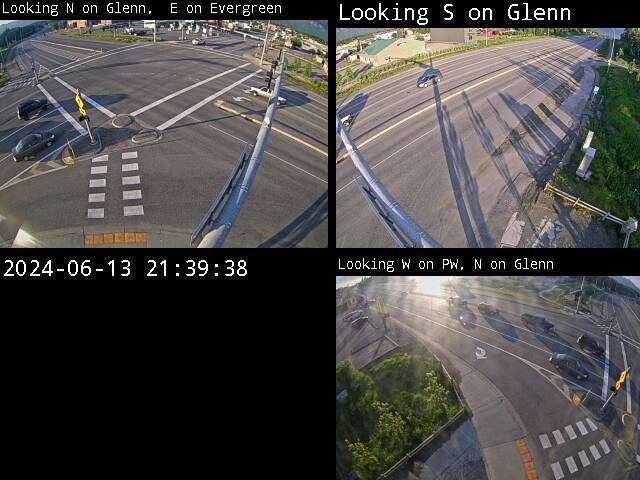 Looking N on Glenn, E on Evergreen
Looking S on Glenn
2024-06-13 21:39:38
Looking W on PW, N on Glenn